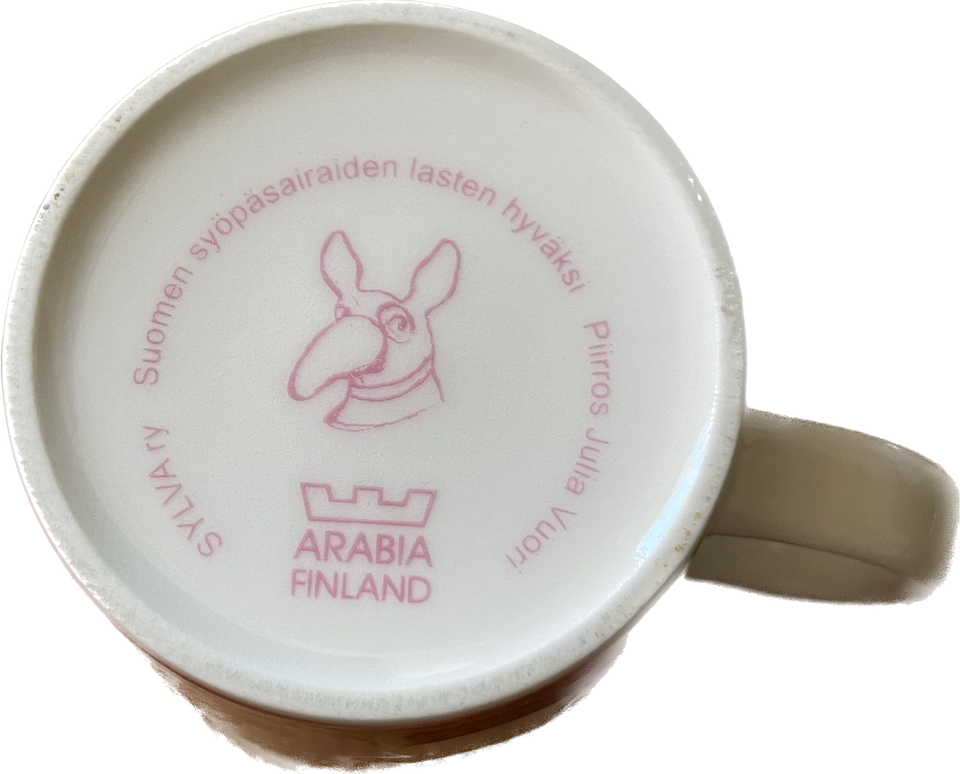 SYLVA ry
Suomen syöpäsairaiden lasten hyväksi
Piirros Julia Vuori
ARABIA
FINLAND